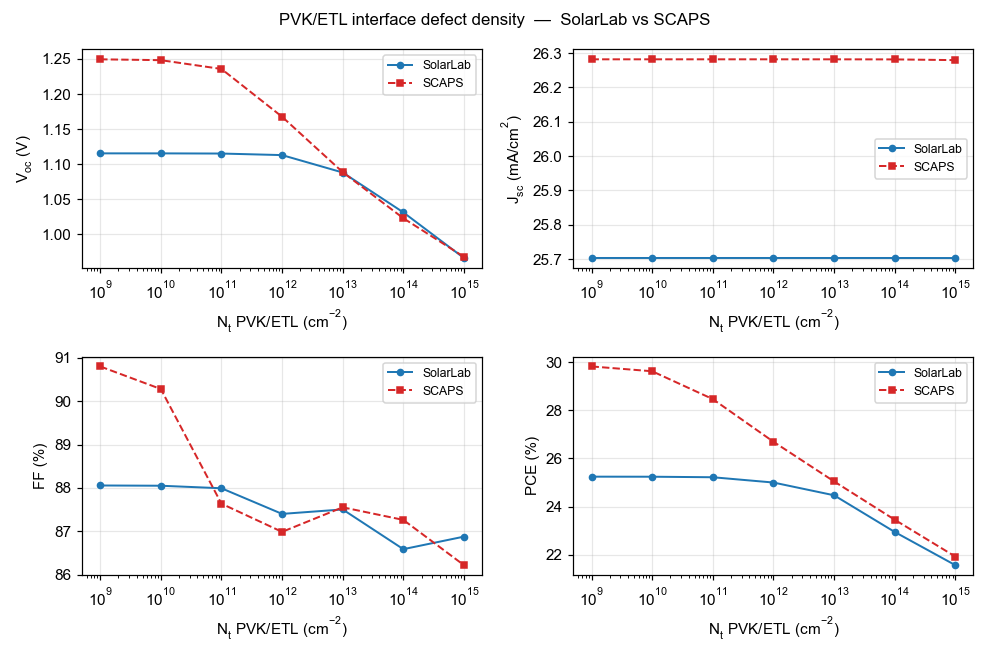 PVK/ETL interface defect density — SolarLab vs SCAPS
1.25
1.20
1.15
1.10
1.05
1.00
V_oc (V)
SolarLab
SCAPS
10^9 10^10 10^11 10^12 10^13 10^14 10^15
N_t PVK/ETL (cm^−2)
26.3
26.2
26.1
26.0
25.9
25.8
25.7
J_sc (mA/cm^2)
SolarLab
SCAPS
10^9 10^10 10^11 10^12 10^13 10^14 10^15
N_t PVK/ETL (cm^−2)
91
90
89
88
87
86
FF (%)
SolarLab
SCAPS
10^9 10^10 10^11 10^12 10^13 10^14 10^15
N_t PVK/ETL (cm^−2)
30
28
26
24
22
PCE (%)
SolarLab
SCAPS
10^9 10^10 10^11 10^12 10^13 10^14 10^15
N_t PVK/ETL (cm^−2)